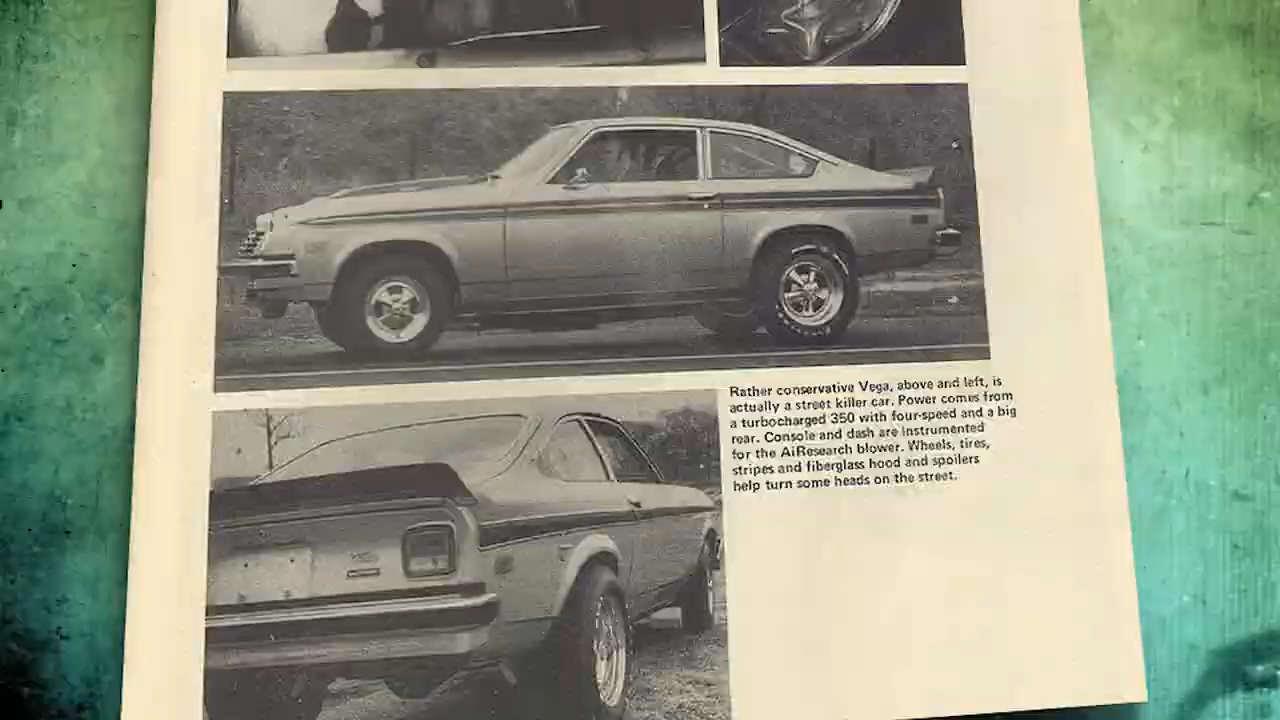 Rather conservative Vega, above and left, is
actually a street killer car. Power comes from
a turbocharged 350 with four-speed and a big
rear. Console and dash are instrumented
for the AiResearch blower. Wheels, tires,
stripes and fiberglass hood and spoilers
help turn some heads on the street.